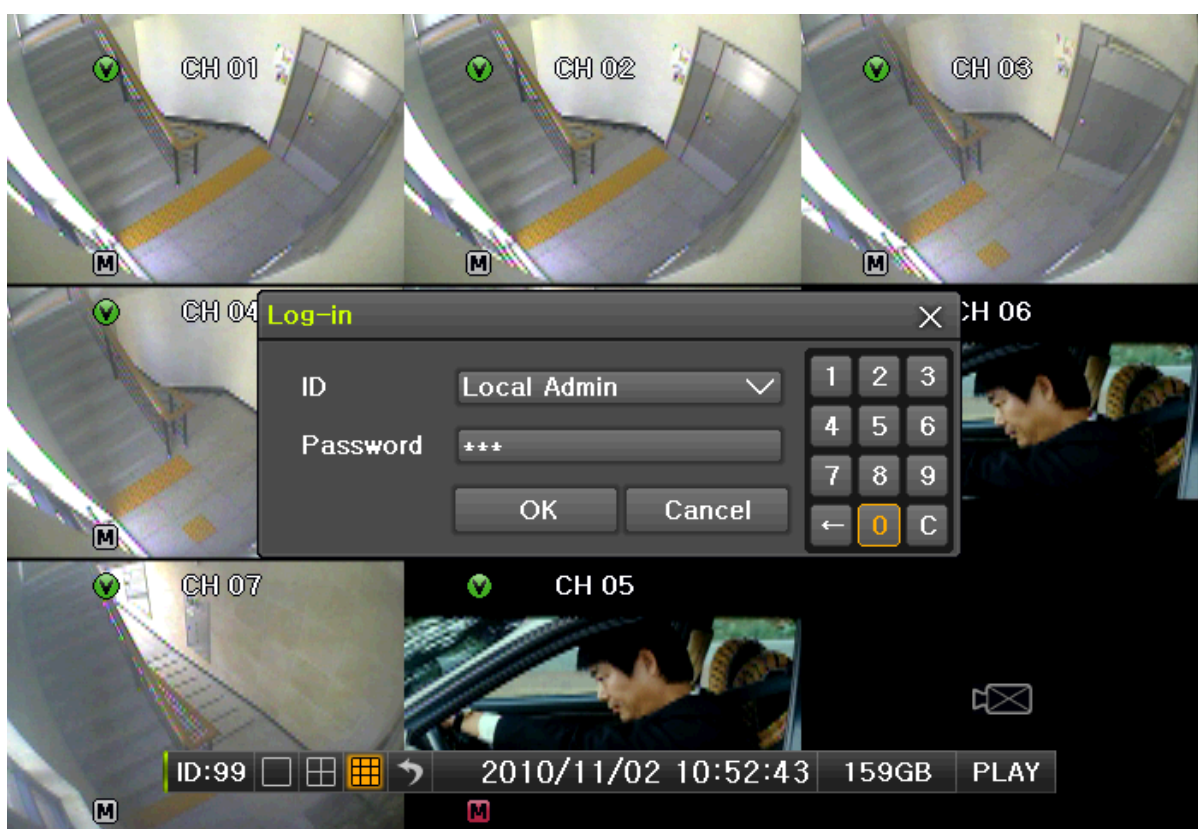 CH 01
CH 02
CH 03
M
M
M
CH 04
CH 06
Log-in
ID
Local Admin
Password
***
OK
Cancel
1 2 3
4 5 6
7 8 9
← 0 C
M
CH 07
CH 05
ID:99
2010/11/02 10:52:43
159GB
PLAY
M
M